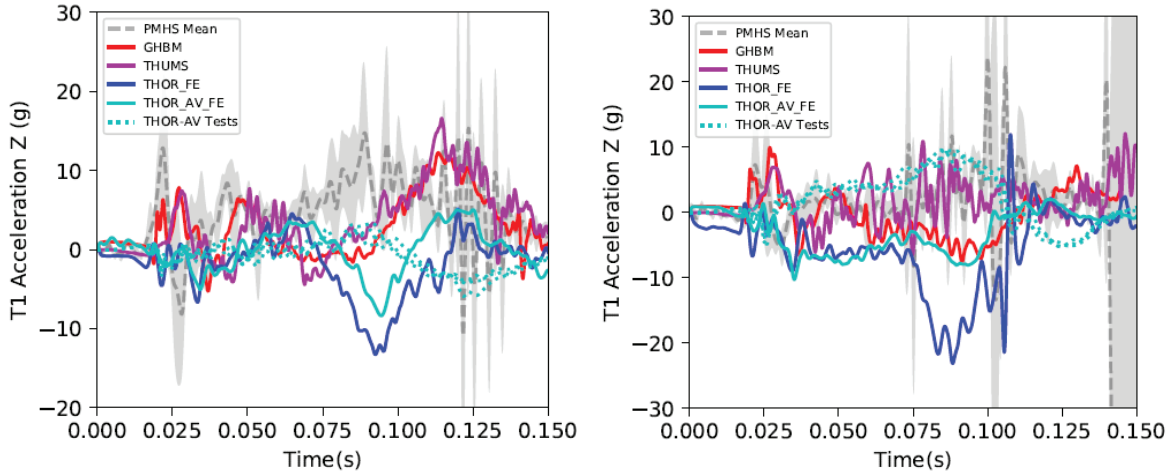 30
20
10
0
−10
−20
T1 Acceleration Z (g)
PMHS Mean
GHBM
THUMS
THOR_FE
THOR_AV_FE
THOR-AV Tests
0.000 0.025 0.050 0.075 0.100 0.125 0.150
Time(s)
30
20
10
0
−10
−20
−30
T1 Acceleration Z (g)
PMHS Mean
GHBM
THUMS
THOR_FE
THOR_AV_FE
THOR-AV Tests
0.000 0.025 0.050 0.075 0.100 0.125 0.150
Time(s)